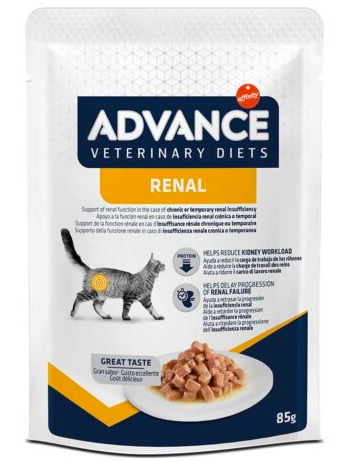 affinity
ADVANCE
VETERINARY DIETS
RENAL
Support of renal function in the case of chronic or temporary renal insufficiency
Apoyo a la función renal en caso de insuficiencia renal crónica o temporal
Support de la fonction rénale en cas d'insuffisance rénale chronique ou temporaire
Supporto della funzione renale in caso di insufficienza renale cronica o temporanea
PROTEIN
HELPS REDUCE KIDNEY WORKLOAD
Ayuda a reducir la carga de trabajo de los riñones
Aide à réduire la charge de travail des reins
Aiuta a ridurre il carico di lavoro renale
HELPS DELAY PROGRESSION
OF RENAL FAILURE
Ayuda a retrasar la progresión
de la insuficiencia renal
Aide à retarder la progression
de l'insuffisance rénale
Aiuta a ritardare la progressione
dell'insufficienza renale
GREAT TASTE
Gran sabor · Gusto eccellente
Goût délicieux
85g